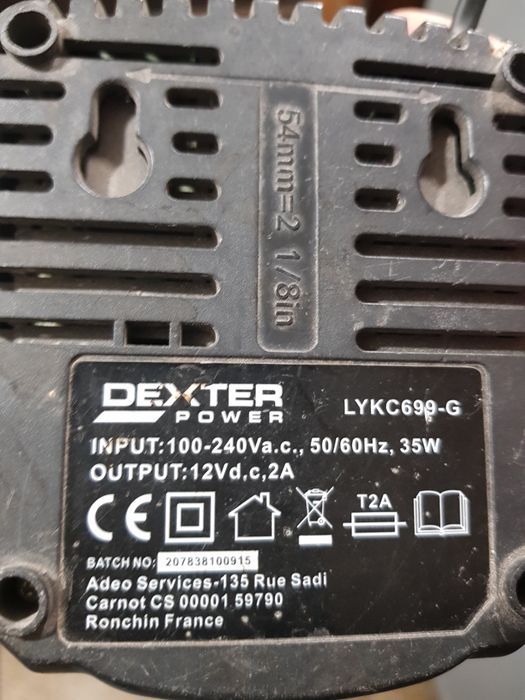 54mm=2 1/8in
DEXTER
POWER
LYKC699-G
INPUT:100-240Va.c., 50/60Hz, 35W
OUTPUT:12Vd,c,2A
CE
T2A
BATCH NO: 207838100915
Adeo Services-135 Rue Sadi
Carnot CS 00001 59790
Ronchin France